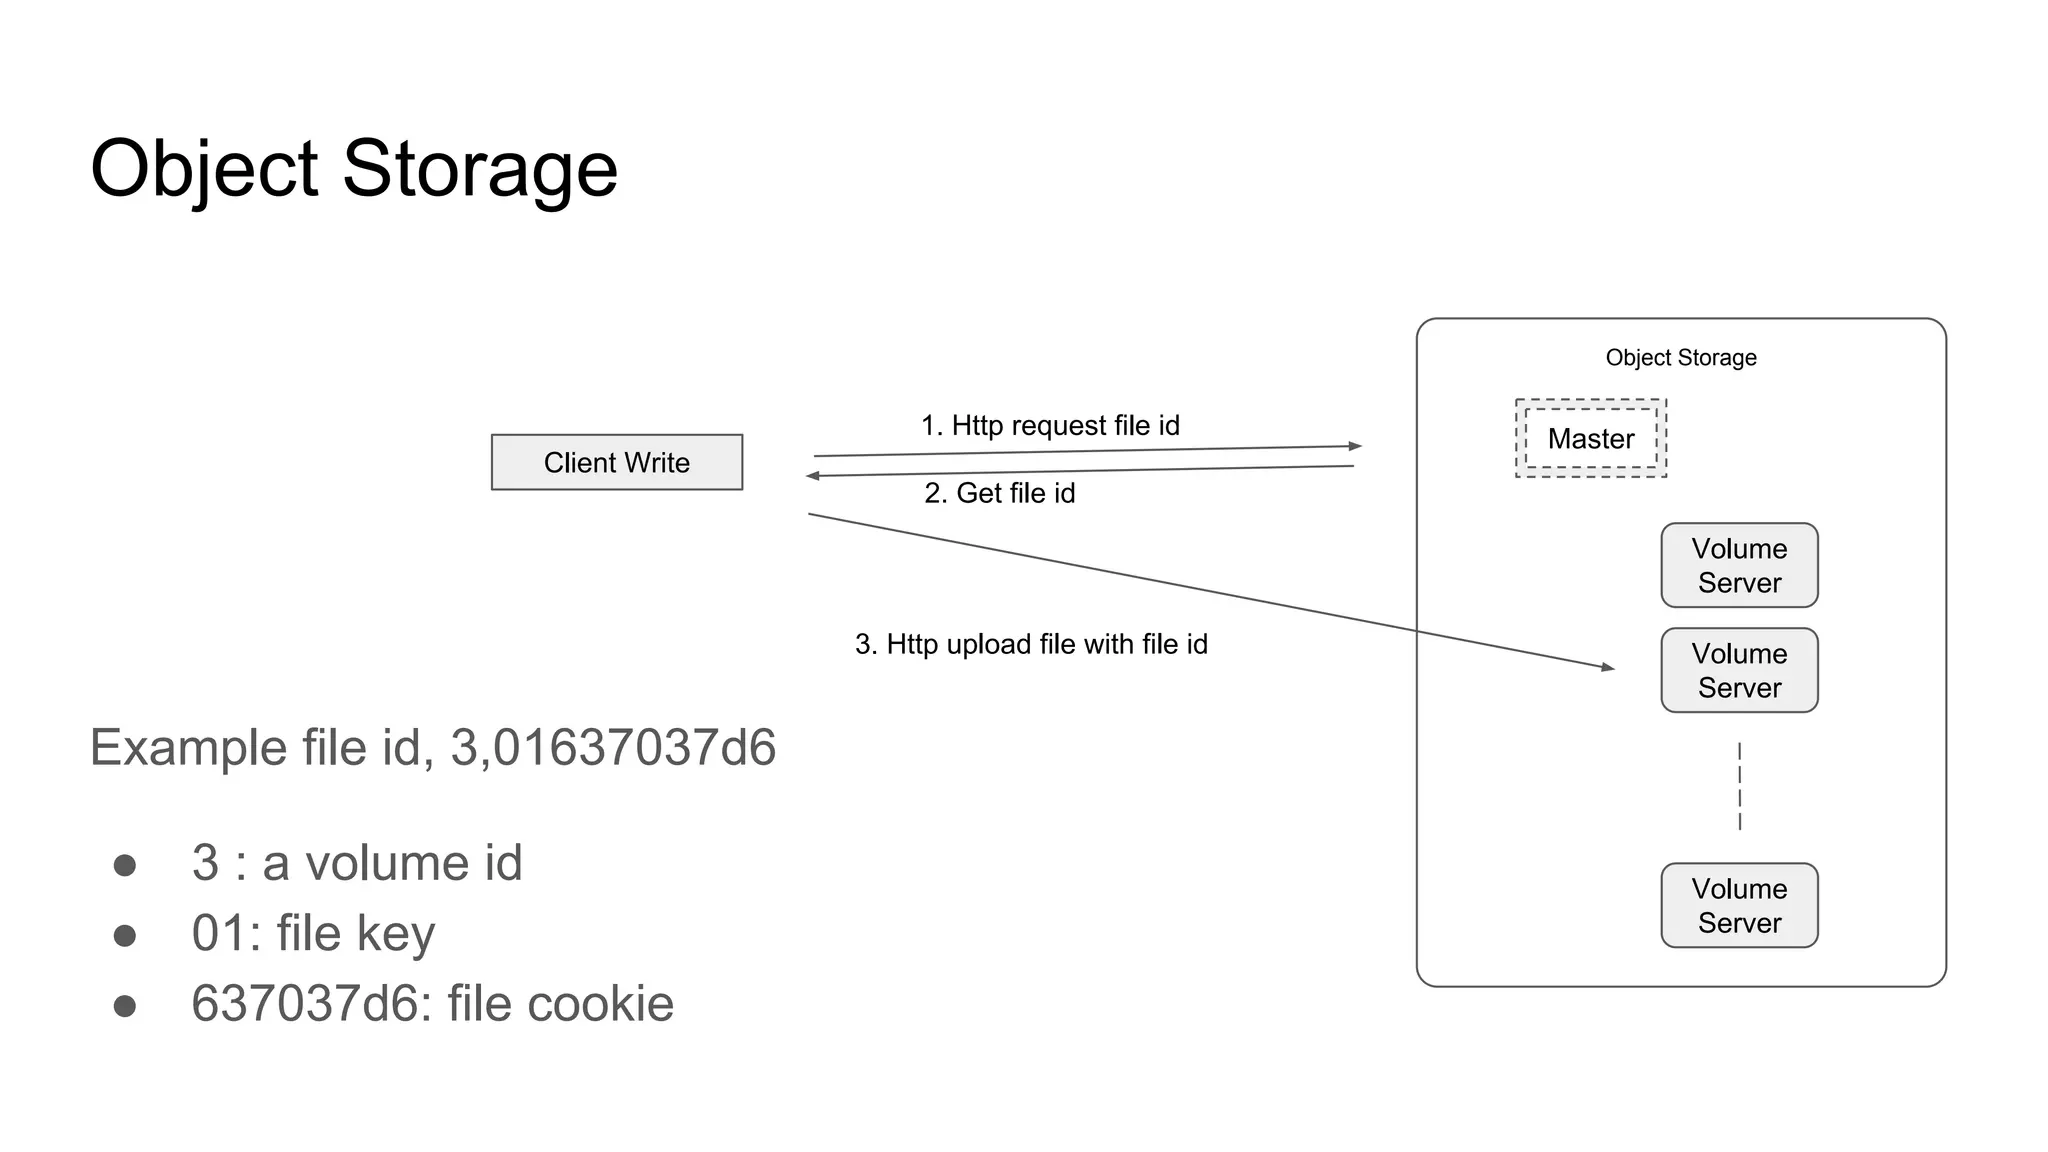 Object Storage
Object Storage
Master
1. Http request file id
Client Write
2. Get file id
Volume
Server
3. Http upload file with file id
Volume
Server
Volume
Server
Example file id, 3,01637037d6
● 3 : a volume id
● 01: file key
● 637037d6: file cookie